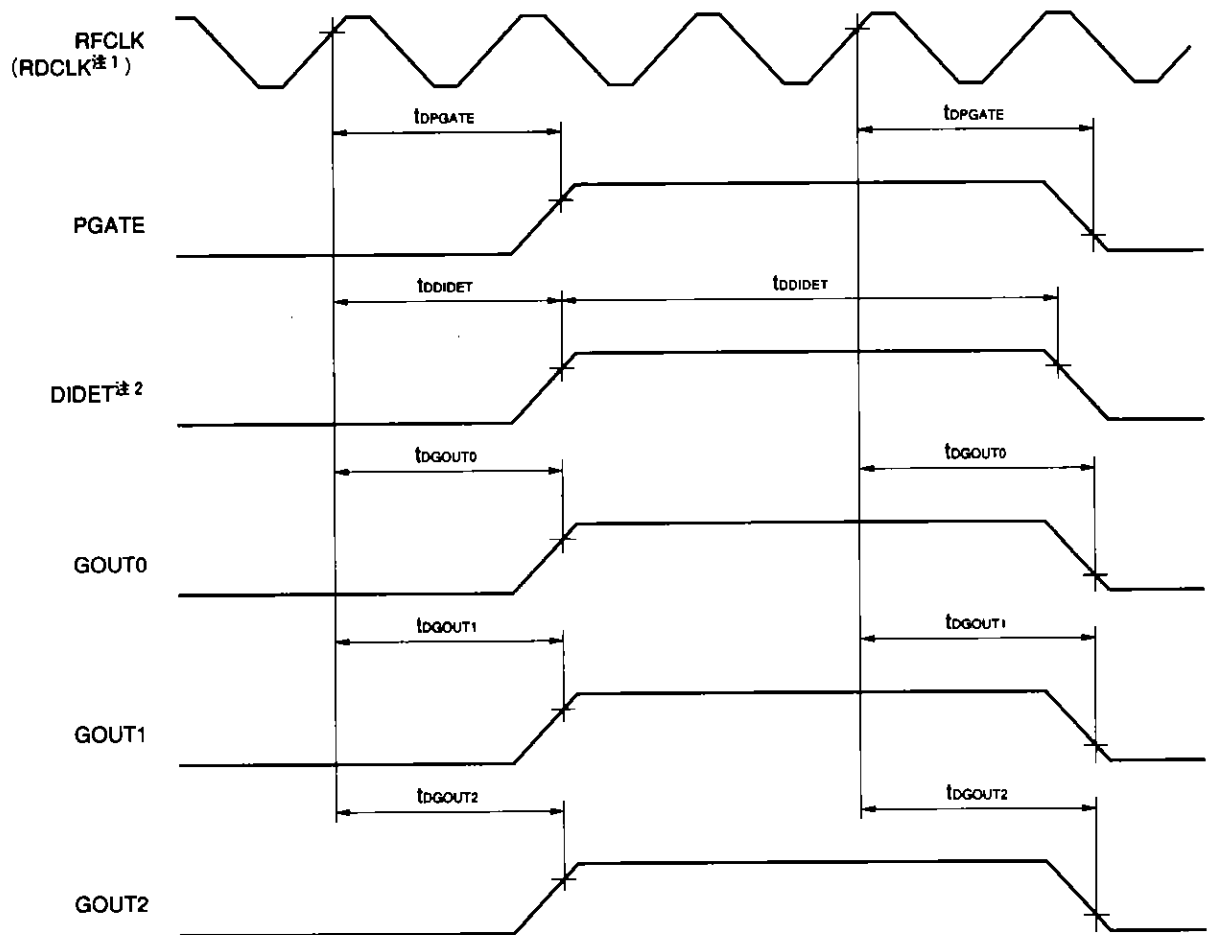 RFCLK
(RDCLK注1)
tDPGATE tDPGATE
PGATE
tDDIDET tDDIDET
DIDET注2
tDGOUT0 tDGOUT0
GOUT0
tDGOUT1 tDGOUT1
GOUT1
tDGOUT2 tDGOUT2
GOUT2